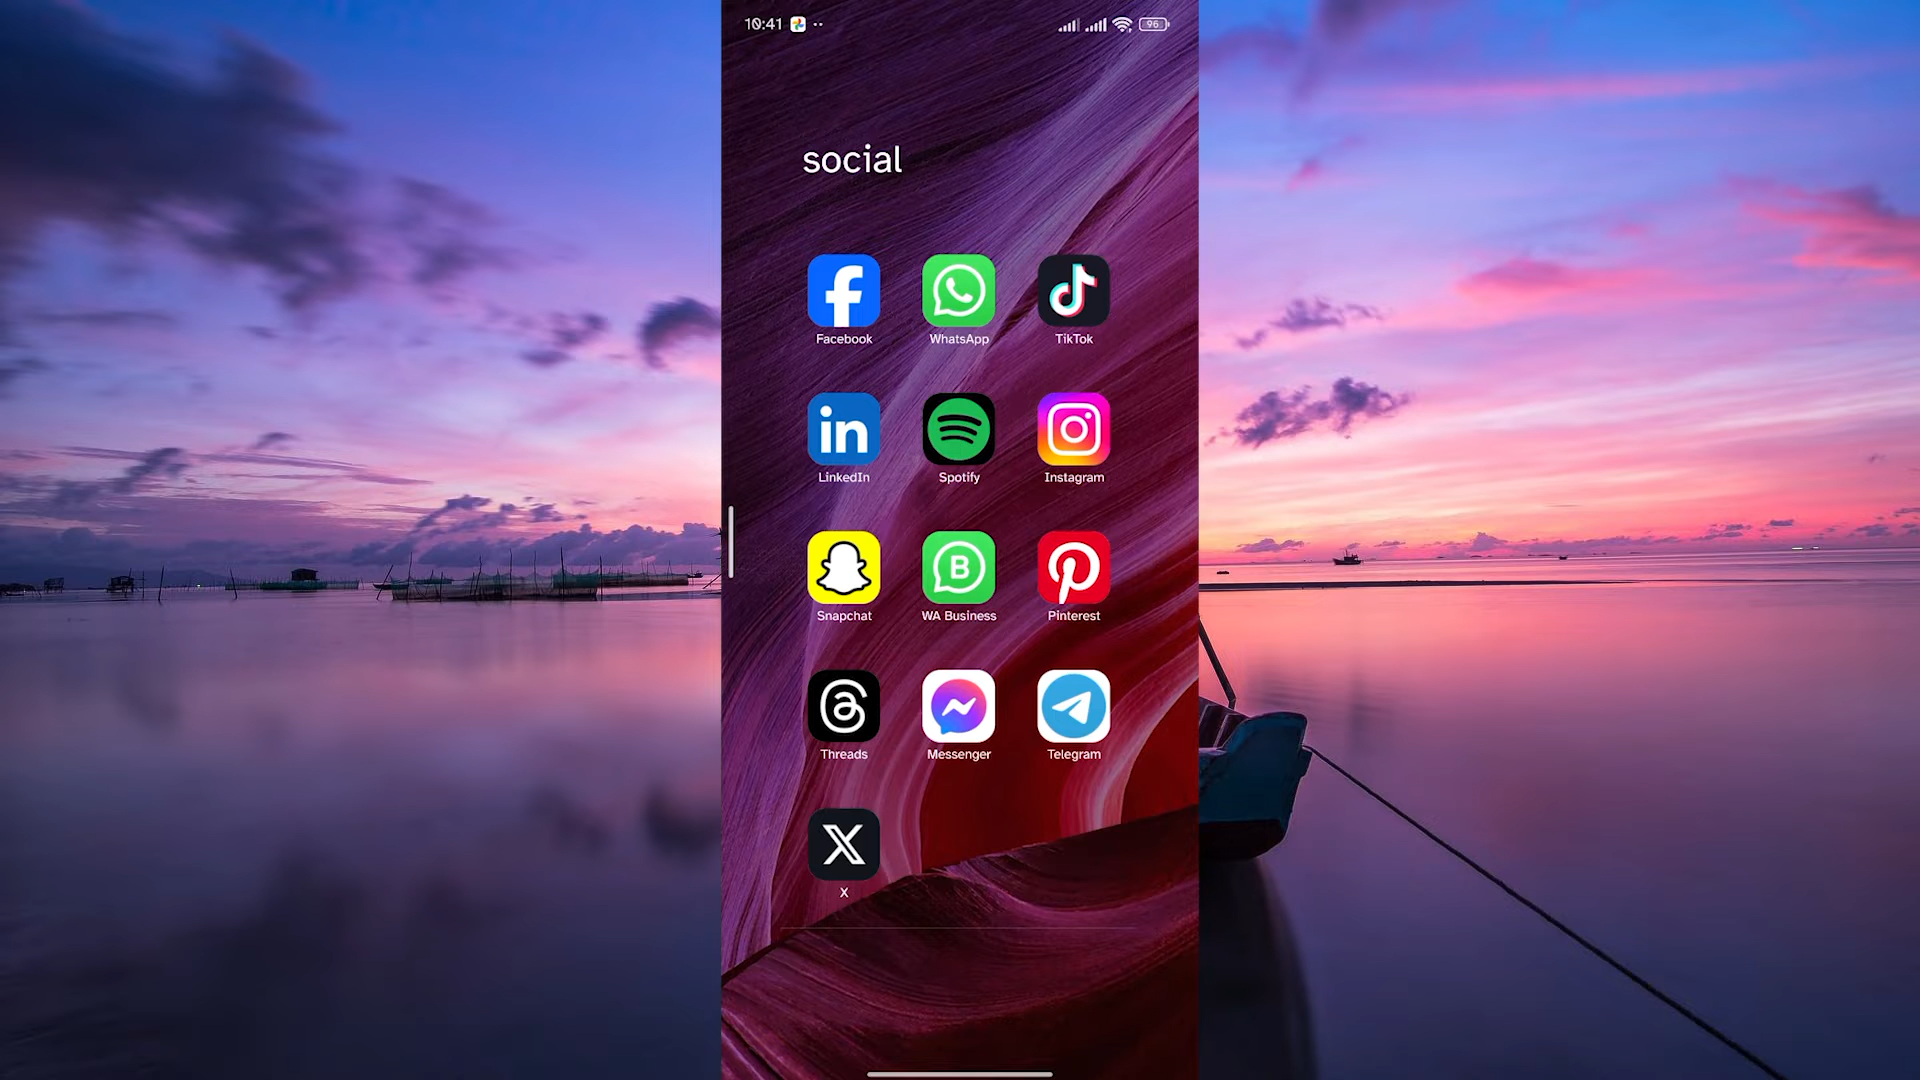 10:41
96
social
Facebook WhatsApp TikTok
LinkedIn Spotify Instagram
Snapchat WA Business Pinterest
Threads Messenger Telegram
X